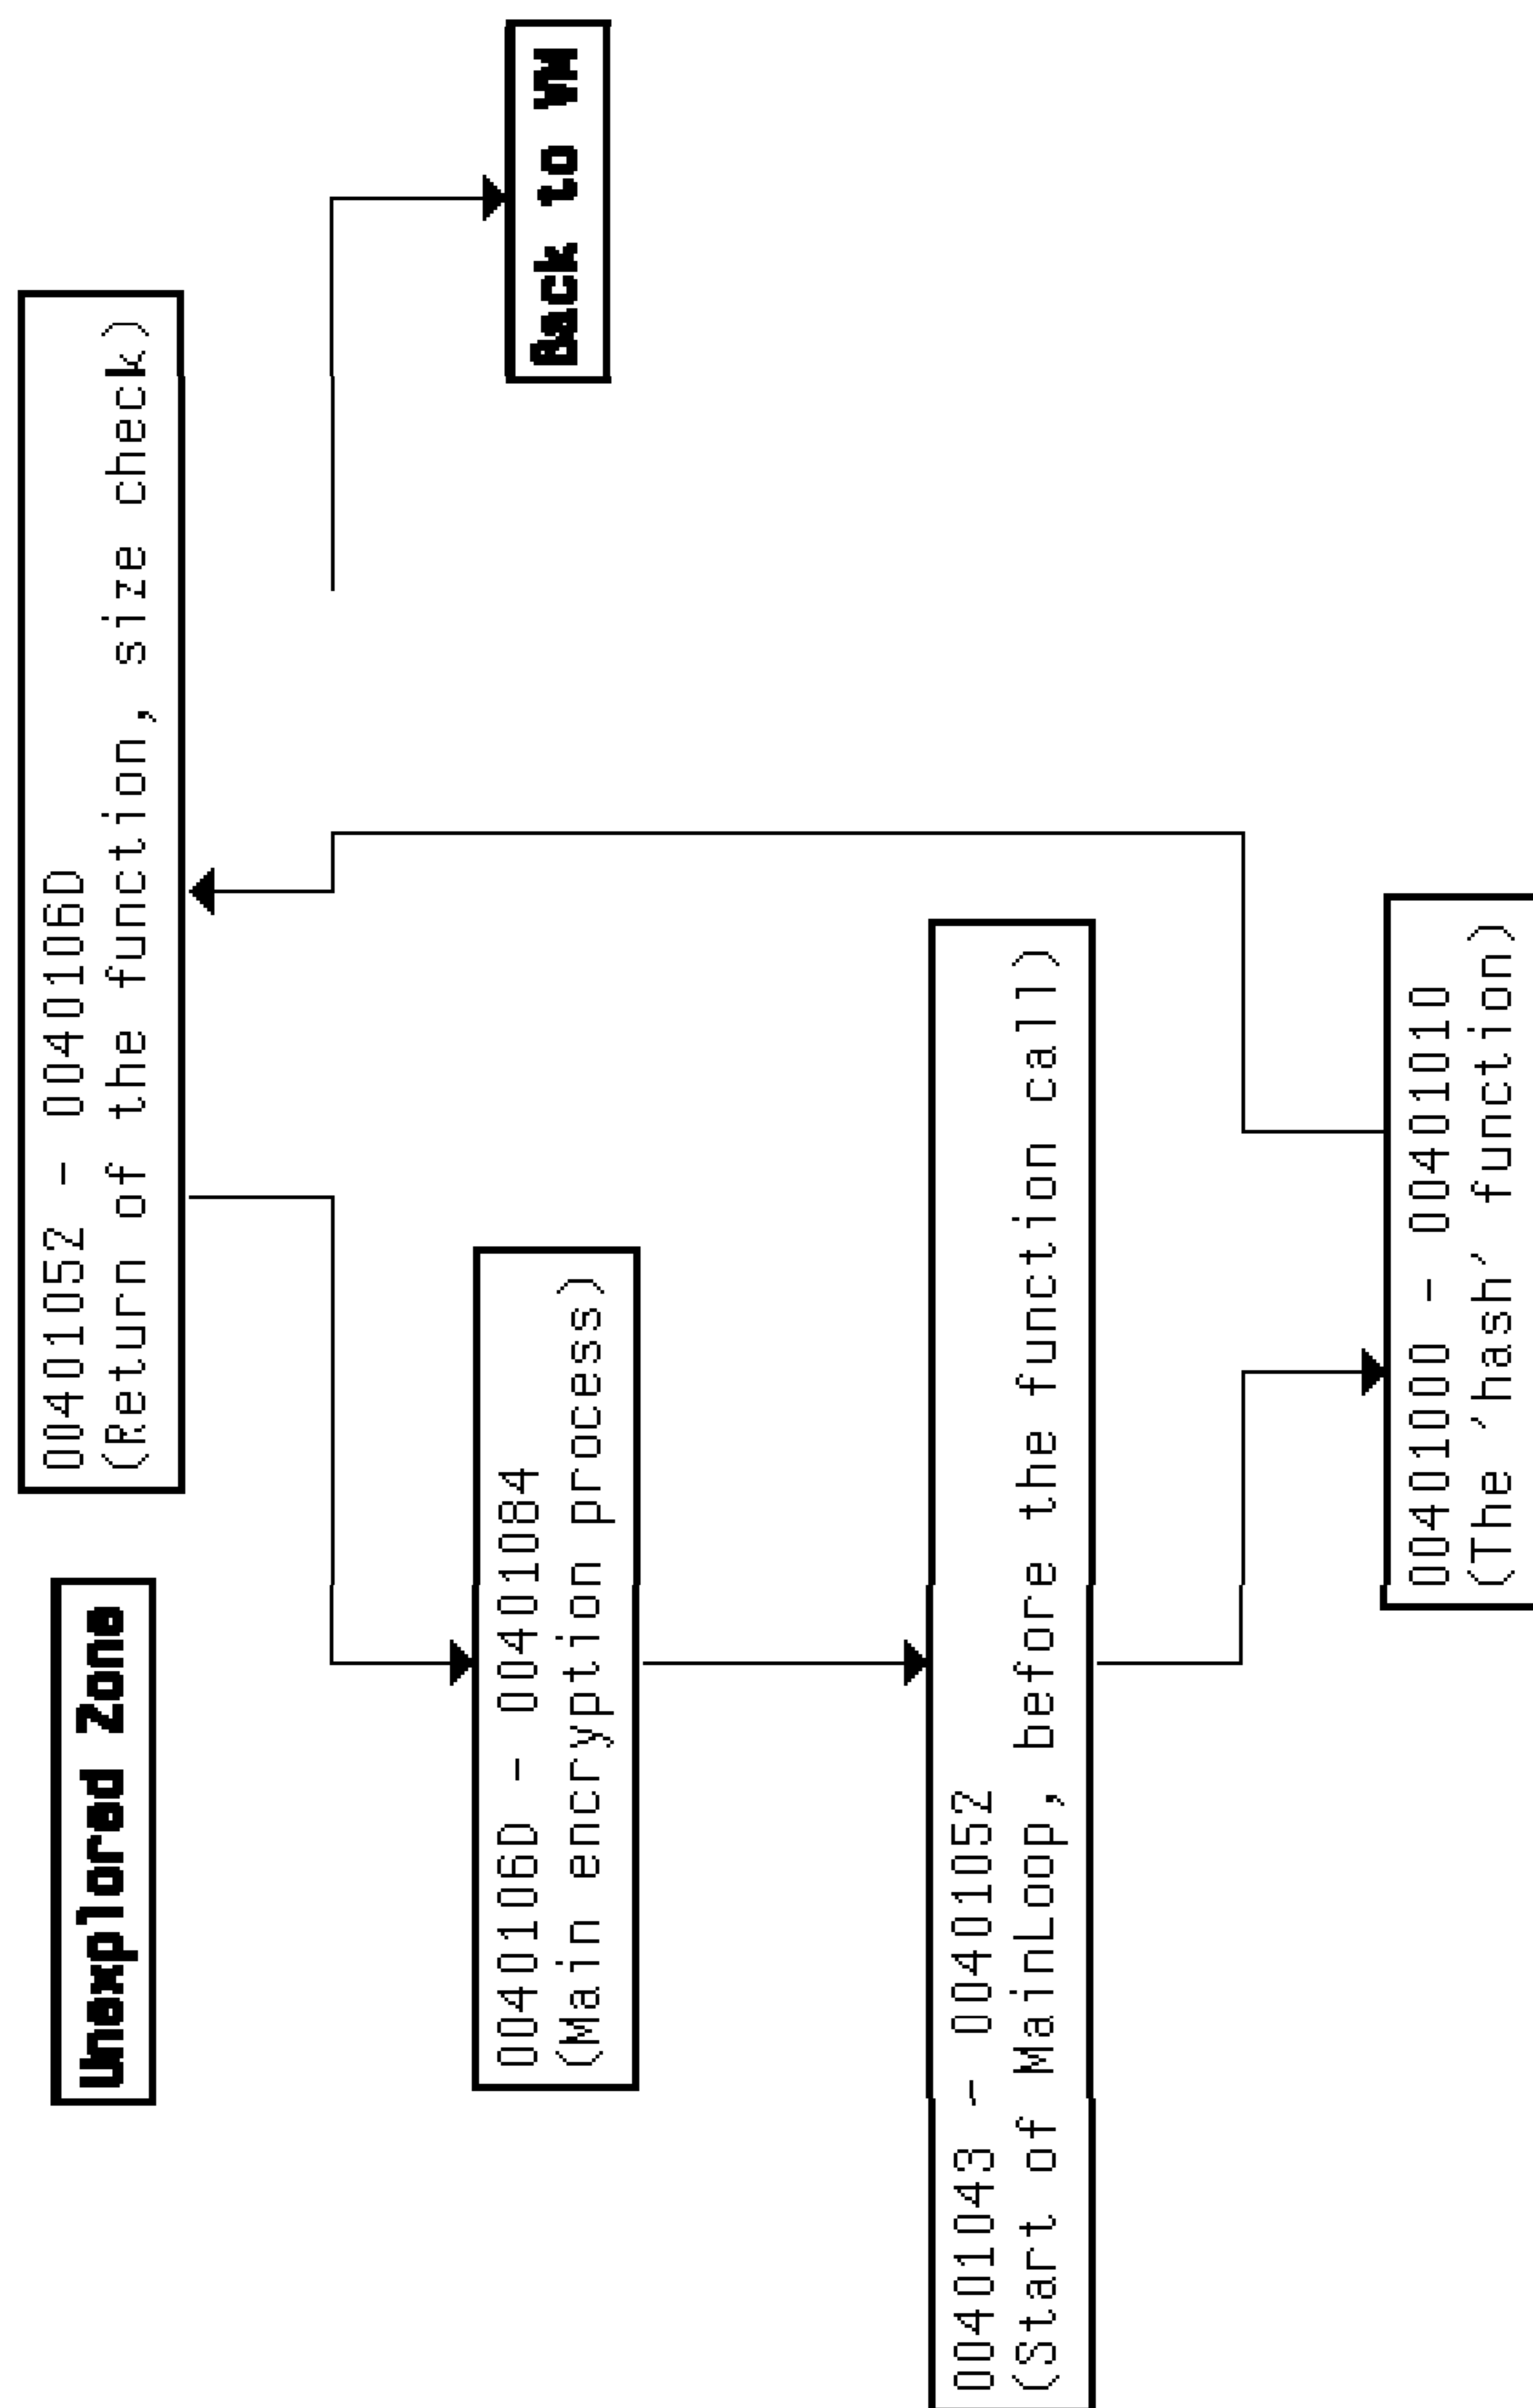 Unexplored Zone
00401052 - 0040106D
(Return of the function, size check)
Back to VM
0040106D - 00401084
(Main encryption process)
00401043 - 00401052
(Start of MainLoop, before the function call)
00401000 - 00401010
(The 'hash' function)